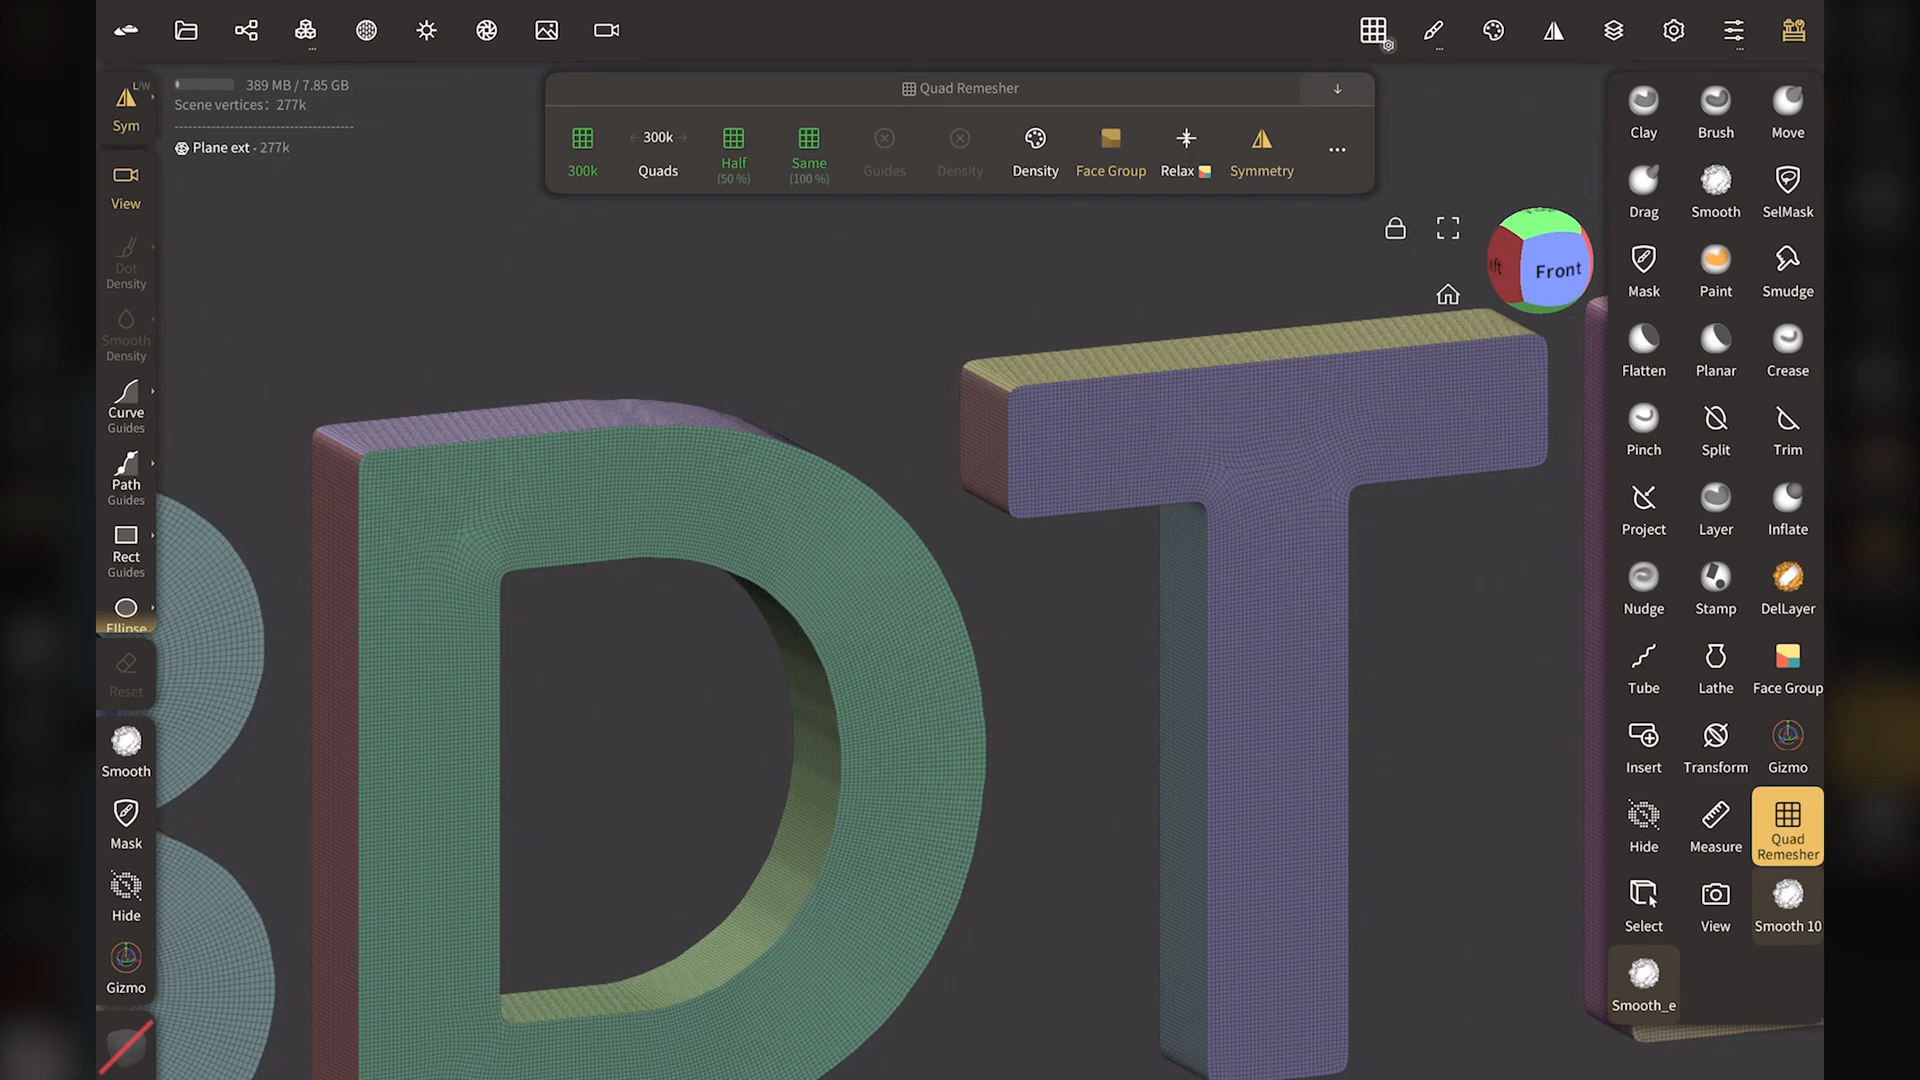 L/W
Sym
389 MB / 7.85 GB
Scene vertices: 277k
Plane ext • 277k
Quad Remesher
300k
300k
Quads
Half
(50 %)
Same
(100 %)
Guides
Density
Density
Face Group
Relax
Symmetry
View
Dot
Density
Smooth
Density
Curve
Guides
Path
Guides
Rect
Guides
Ellipse
Reset
Smooth
Mask
Hide
Gizmo
Front
D T
Clay
Brush
Move
Drag
Smooth
SelMask
Mask
Paint
Smudge
Flatten
Planar
Crease
Pinch
Split
Trim
Project
Layer
Inflate
Nudge
Stamp
DelLayer
Tube
Lathe
Face Group
Insert
Transform
Gizmo
Hide
Measure
Quad
Remesher
Select
View
Smooth 10
Smooth_e